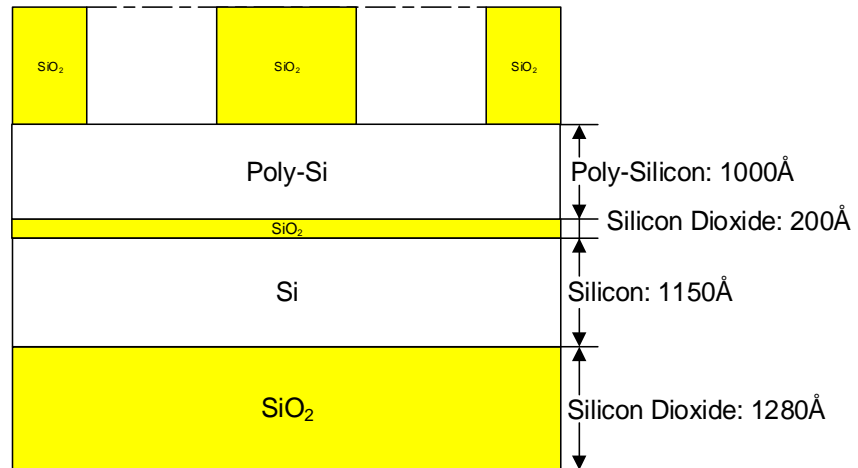 SiO₂ SiO₂ SiO₂
Poly-Si
Poly-Silicon: 1000Å
SiO₂
Silicon Dioxide: 200Å
Si
Silicon: 1150Å
SiO₂
Silicon Dioxide: 1280Å